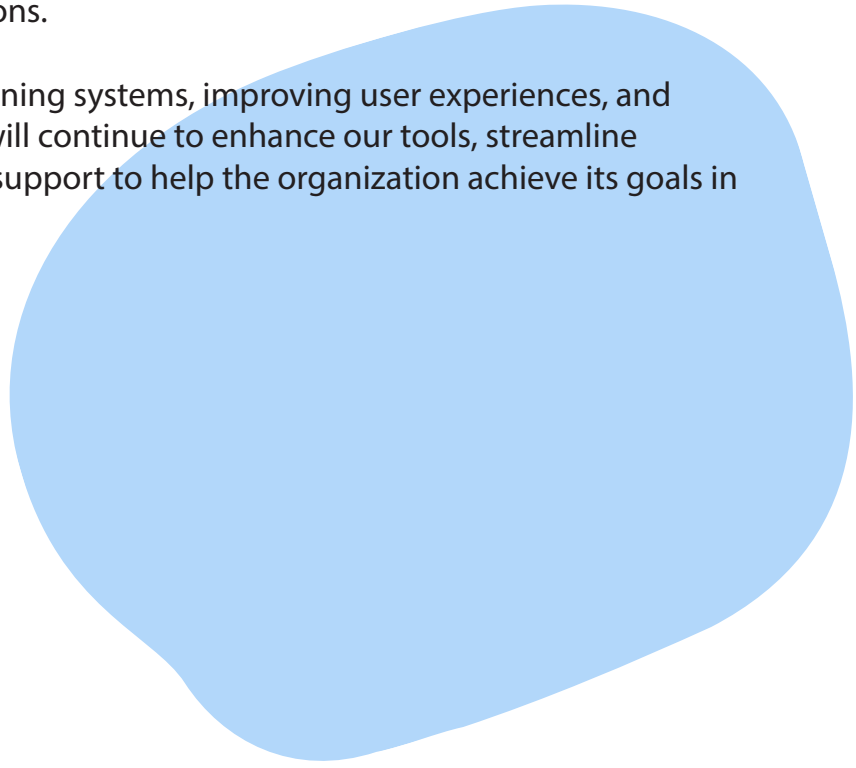 ons.
ning systems, improving user experiences, and
will continue to enhance our tools, streamline
support to help the organization achieve its goals in